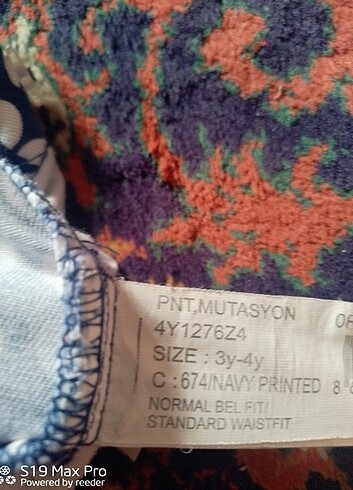 PNT.MUTASYON
4Y1276Z4
SIZE : 3y-4y
C : 674/NAVY PRINTED 8
NORMAL BEL FIT/
STANDARD WAISTFIT
S19 Max Pro
Powered by reeder